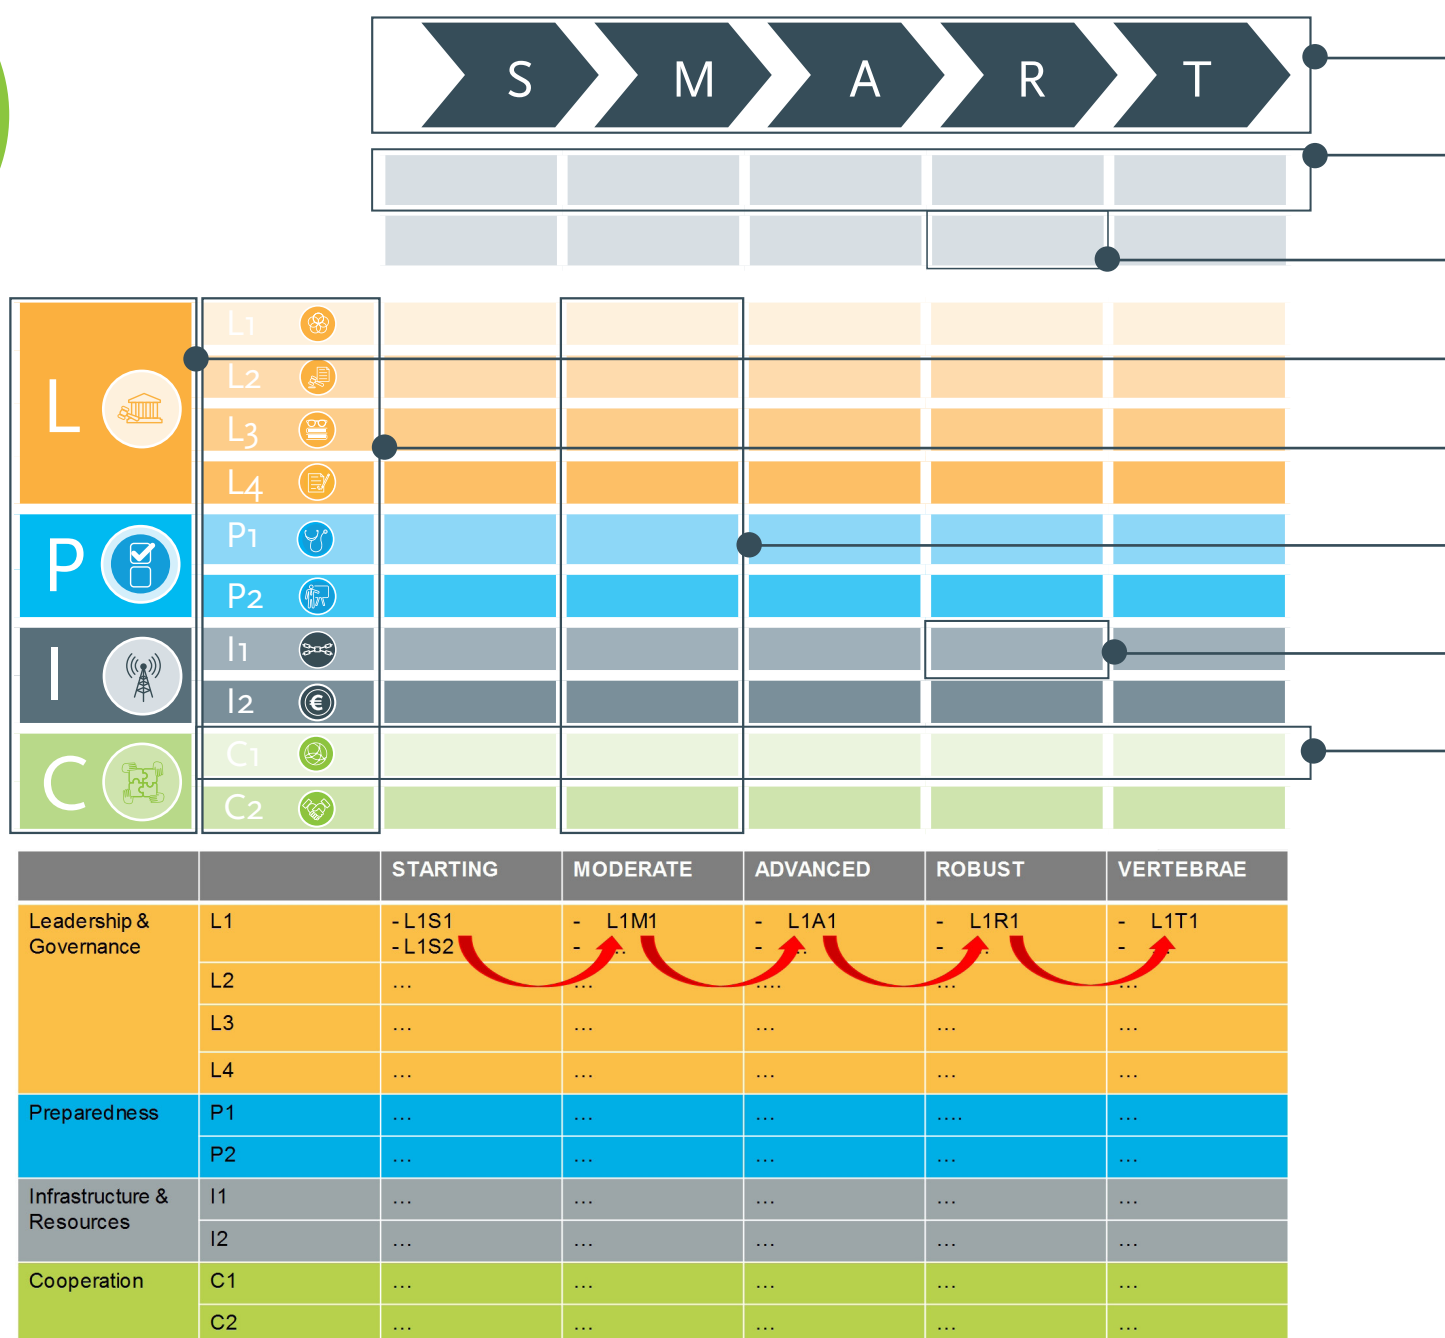 S M A R T
L
L1
L2
L3
L4
P
P1
P2
I
I1
I2
€
C
C1
C2
STARTING MODERATE ADVANCED ROBUST VERTEBRAE
Leadership & L1 - L1S1 - L1M1 - L1A1 - L1R1 - L1T1
Governance - L1S2 - - - -
L2 ... ... .... ... ...
L3 ... ... ... ... ...
L4 ... ... ... ... ...
Preparedness P1 ... ... ... .... ...
P2 ... ... ... ... ...
Infrastructure & I1 ... ... ... ... ...
Resources
I2 ... ... ... ... ...
Cooperation C1 ... ... ... ... ...
C2 ... ... ... ... ...